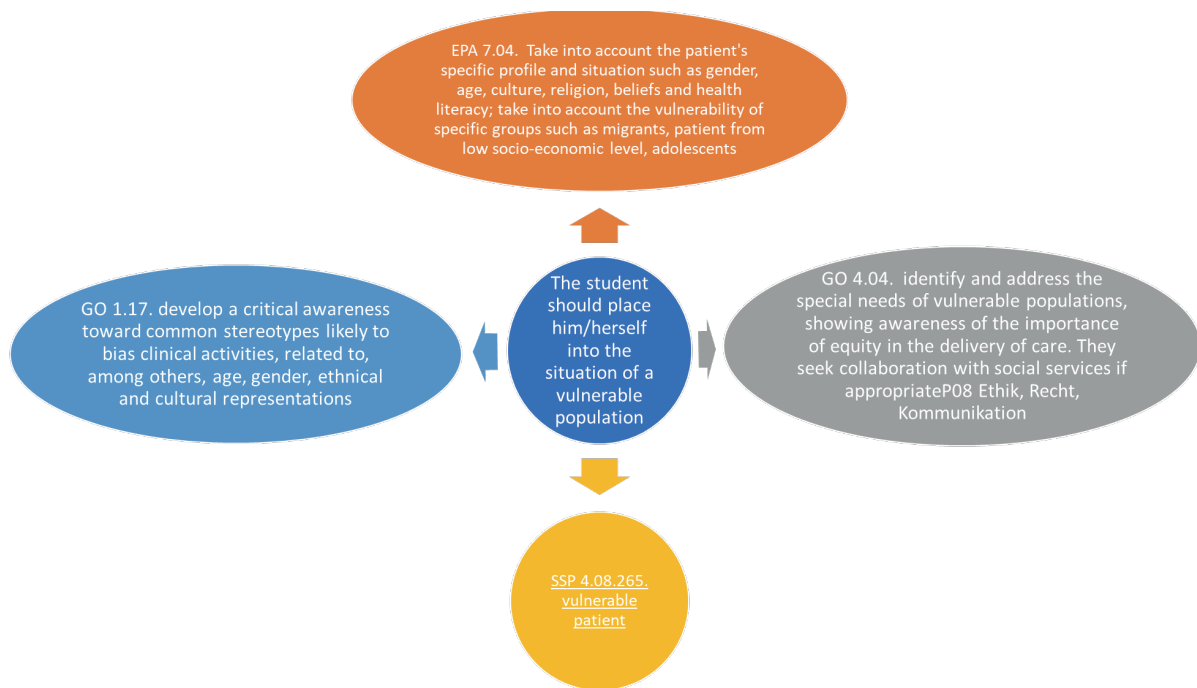 EPA 7.04.  Take into account the patient's
specific profile and situation such as gender,
age, culture, religion, beliefs and health
literacy; take into account the vulnerability of
specific groups such as migrants, patient from
low socio-economic level, adolescents
GO 1.17. develop a critical awareness
toward common stereotypes likely to
bias clinical activities, related to,
among others, age, gender, ethnical
and cultural representations
The student
should place
him/herself
into the
situation of a
vulnerable
population
GO 4.04.  identify and address the
special needs of vulnerable populations,
showing awareness of the importance
of equity in the delivery of care. They
seek collaboration with social services if
appropriateP08 Ethik, Recht,
Kommunikation
SSP 4.08.265.
vulnerable
patient